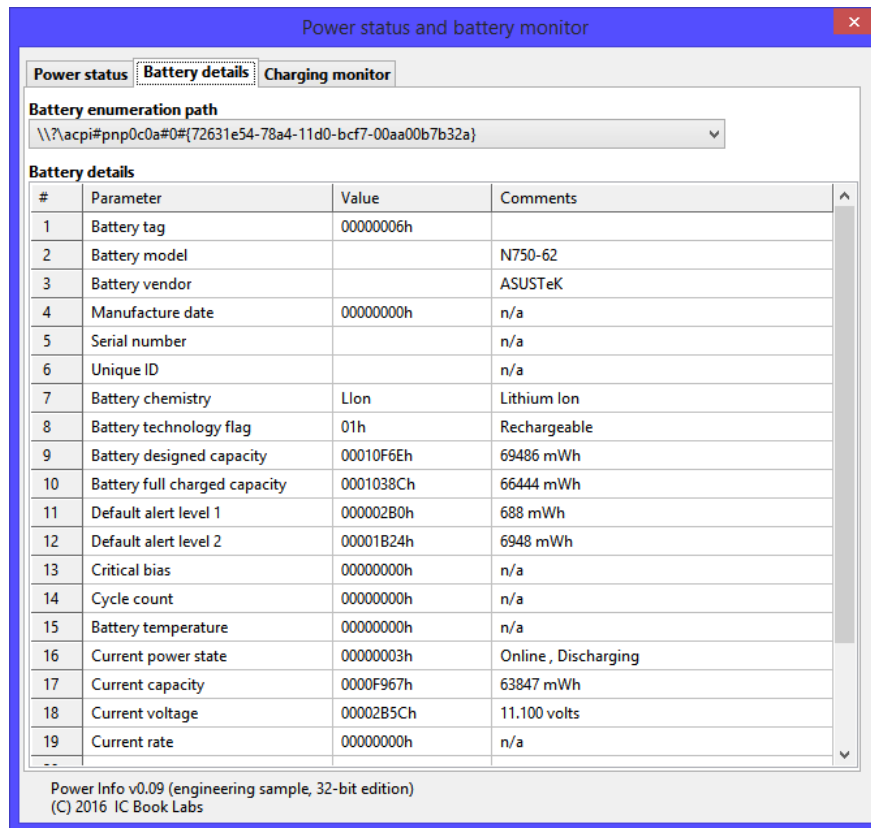 Power status and battery monitor
Power status Battery details Charging monitor
Battery enumeration path
\\?\acpi#pnp0c0a#0#{72631e54-78a4-11d0-bcf7-00aa00b7b32a}
Battery details
# Parameter Value Comments
1 Battery tag 00000006h
2 Battery model N750-62
3 Battery vendor ASUSTeK
4 Manufacture date 00000000h n/a
5 Serial number n/a
6 Unique ID n/a
7 Battery chemistry LIon Lithium Ion
8 Battery technology flag 01h Rechargeable
9 Battery designed capacity 00010F6Eh 69486 mWh
10 Battery full charged capacity 0001038Ch 66444 mWh
11 Default alert level 1 000002B0h 688 mWh
12 Default alert level 2 00001B24h 6948 mWh
13 Critical bias 00000000h n/a
14 Cycle count 00000000h n/a
15 Battery temperature 00000000h n/a
16 Current power state 00000003h Online , Discharging
17 Current capacity 0000F967h 63847 mWh
18 Current voltage 00002B5Ch 11.100 volts
19 Current rate 00000000h n/a
Power Info v0.09 (engineering sample, 32-bit edition)
(C) 2016 IC Book Labs